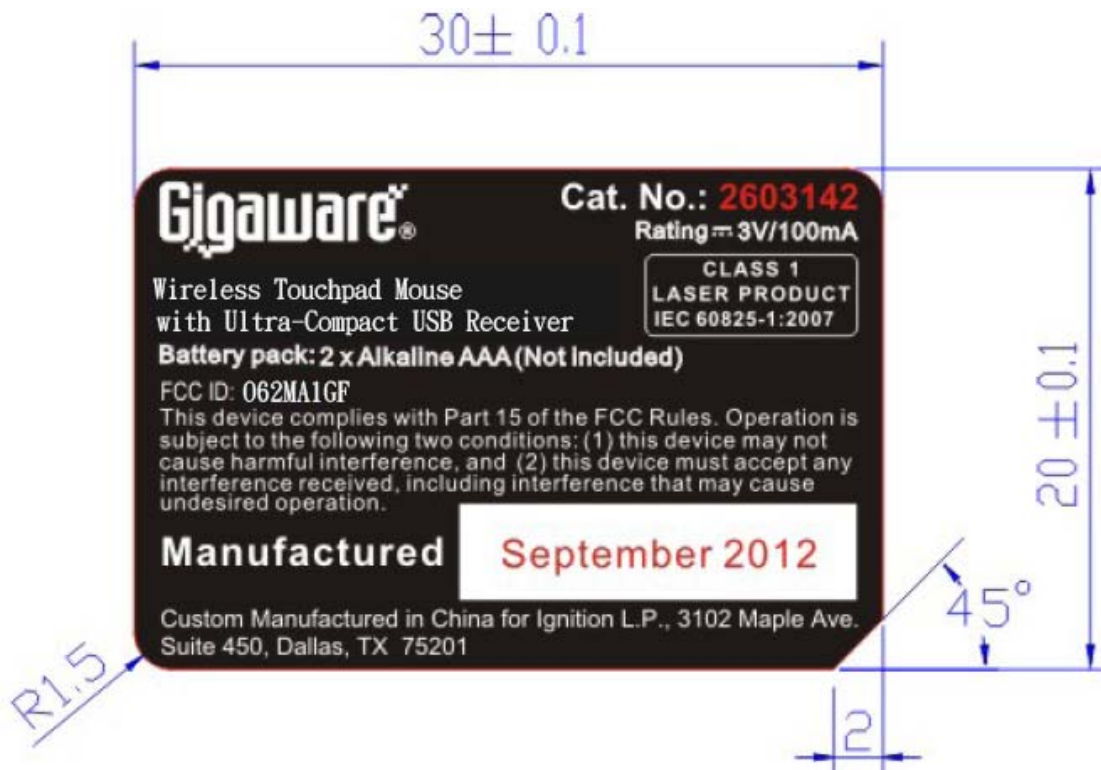 30± 0.1
Gigaware®
Cat. No.: 2603142
Rating ⎓ 3V/100mA
CLASS 1
LASER PRODUCT
IEC 60825-1:2007
Wireless Touchpad Mouse
with Ultra-Compact USB Receiver
Battery pack: 2 x Alkaline AAA (Not included)
FCC ID: O62MA1GF
This device complies with Part 15 of the FCC Rules. Operation is
subject to the following two conditions: (1) this device may not
cause harmful interference, and (2) this device must accept any
interference received, including interference that may cause
undesired operation.
Manufactured September 2012
Custom Manufactured in China for Ignition L.P., 3102 Maple Ave.
Suite 450, Dallas, TX 75201
20 ±0.1
45°
R1.5
2